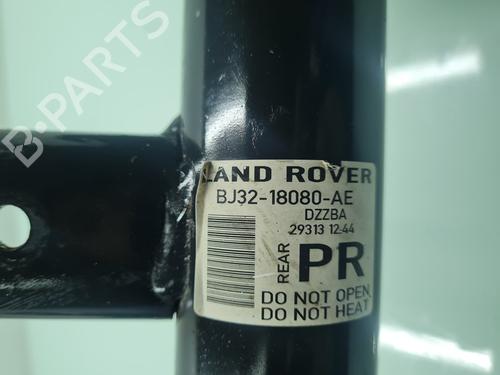 B-PARTS
LAND ROVER
BJ32-18080-AE
DZZBA
29313 12:44
REAR PR
DO NOT OPEN
DO NOT HEAT